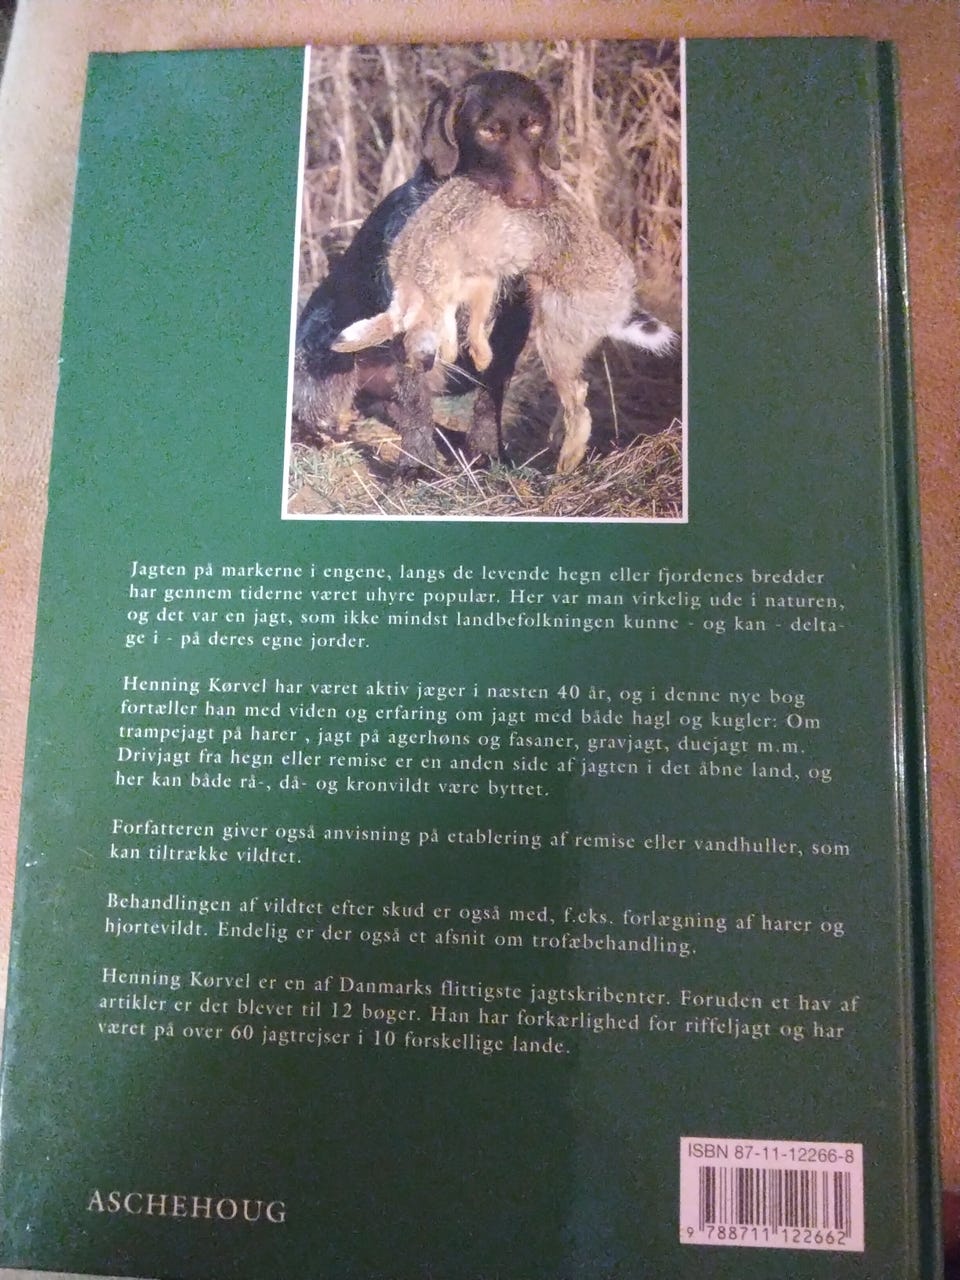 Jagten på markerne i engene, langs de levende hegn eller fjordenes bredder
har gennem tiderne været uhyre populær. Her var man virkelig ude i naturen,
og det var en jagt, som ikke mindst landbefolkningen kunne - og kan - delta-
ge i - på deres egne jorder.
Henning Kørvel har været aktiv jæger i næsten 40 år, og i denne nye bog
fortæller han med viden og erfaring om jagt med både hagl og kugler: Om
trampejagt på harer , jagt på agerhøns og fasaner, gravjagt, duejagt m.m.
Drivjagt fra hegn eller remise er en anden side af jagten i det åbne land, og
her kan både rå-, då- og kronvildt være byttet.
Forfatteren giver også anvisning på etablering af remise eller vandhuller, som
kan tiltrække vildtet.
Behandlingen af vildtet efter skud er også med, f.eks. forlægning af harer og
hjortevildt. Endelig er der også et afsnit om trofæbehandling.
Henning Kørvel er en af Danmarks flittigste jagtskribenter. Foruden et hav af
artikler er det blevet til 12 bøger. Han har forkærlighed for riffeljagt og har
været på over 60 jagtrejser i 10 forskellige lande.
ISBN 87-11-12266-8
9 788711 122662
ASCHEHOUG